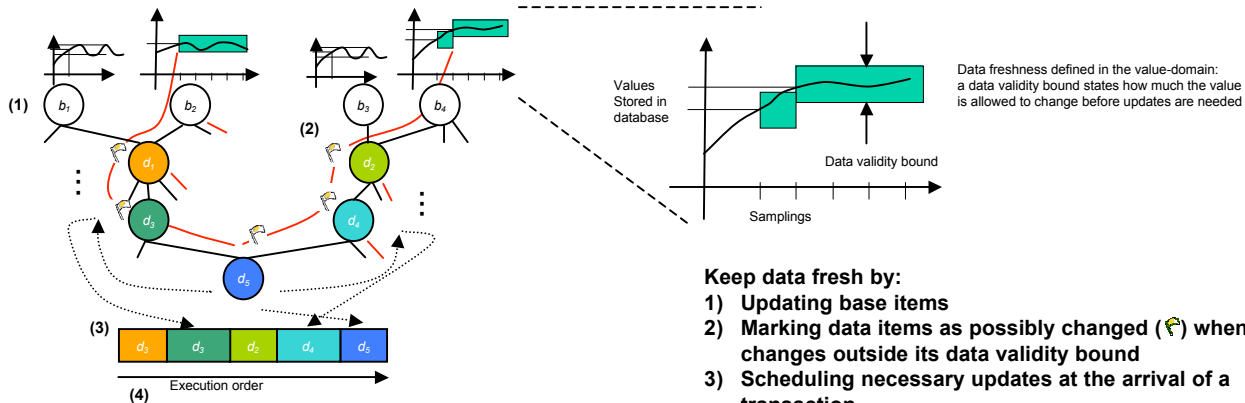 Values
Stored in
database
Data freshness defined in the value-domain:
a data validity bound states how much the value
is allowed to change before updates are needed
(1)
b1
b2
(2)
b3
b4
Data validity bound
d1
d2
Samplings
d3
d4
d5
Keep data fresh by:
1) Updating base items
2) Marking data items as possibly changed ( ) when
changes outside its data validity bound
3) Scheduling necessary updates at the arrival of a
(3)
d3 d3 d2 d4 d5
Execution order
(4)